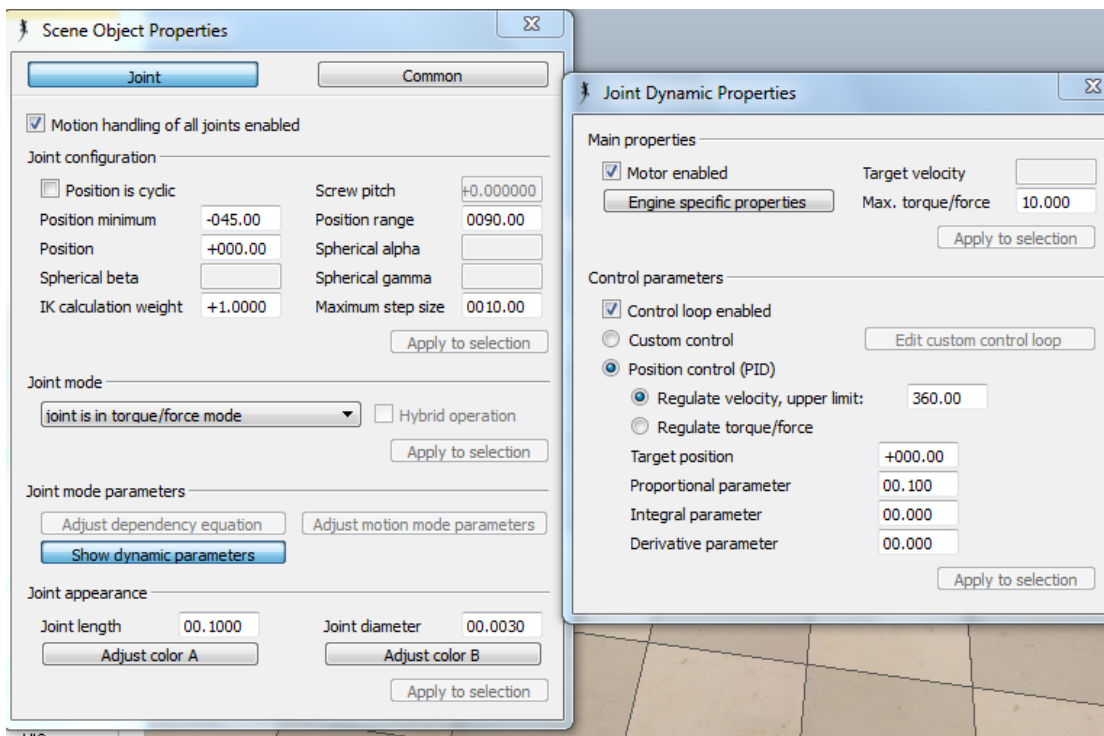 Scene Object Properties
Joint
Common
Motion handling of all joints enabled
Joint configuration
Position is cyclic
Screw pitch +0.000000
Position minimum -045.00 Position range 0090.00
Position +000.00 Spherical alpha
Spherical beta Spherical gamma
IK calculation weight +1.0000 Maximum step size 0010.00
Apply to selection
Joint mode
joint is in torque/force mode Hybrid operation
Apply to selection
Joint mode parameters
Adjust dependency equation Adjust motion mode parameters
Show dynamic parameters
Joint appearance
Joint length 00.1000 Joint diameter 00.0030
Adjust color A Adjust color B
Apply to selection
Joint Dynamic Properties
Main properties
Motor enabled Target velocity
Engine specific properties Max. torque/force 10.000
Apply to selection
Control parameters
Control loop enabled
Custom control Edit custom control loop
Position control (PID)
Regulate velocity, upper limit: 360.00
Regulate torque/force
Target position +000.00
Proportional parameter 00.100
Integral parameter 00.000
Derivative parameter 00.000
Apply to selection